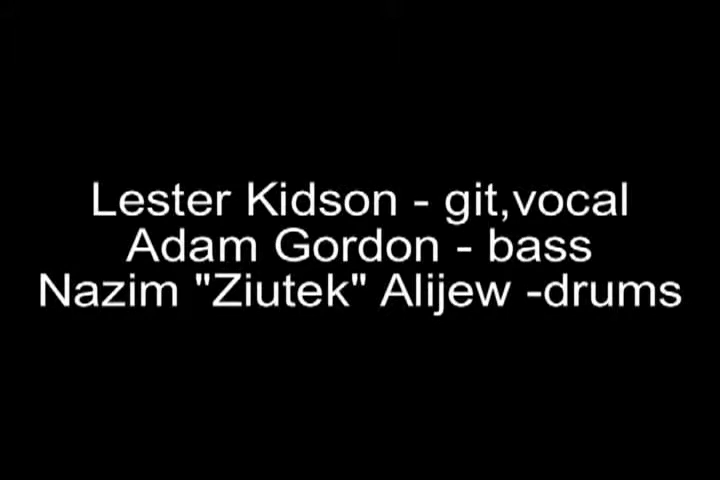 Lester Kidson - git,vocal
Adam Gordon - bass
Nazim "Ziutek" Alijew -drums